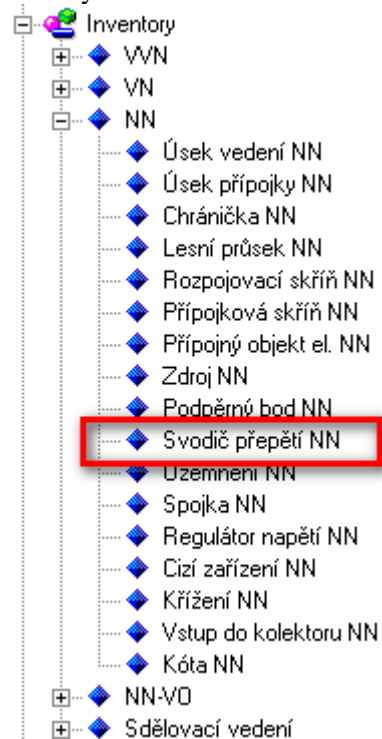 Inventory
VVN
VN
NN
Úsek vedení NN
Úsek přípojky NN
Chránička NN
Lesní průsek NN
Rozpojovací skříň NN
Přípojková skříň NN
Přípojný objekt el. NN
Zdroj NN
Podpěrný bod NN
Svodič přepětí NN
Uzemnění NN
Spojka NN
Regulátor napětí NN
Cizí zařízení NN
Křížení NN
Vstup do kolektoru NN
Kóta NN
NN-VO
Sdělovací vedení